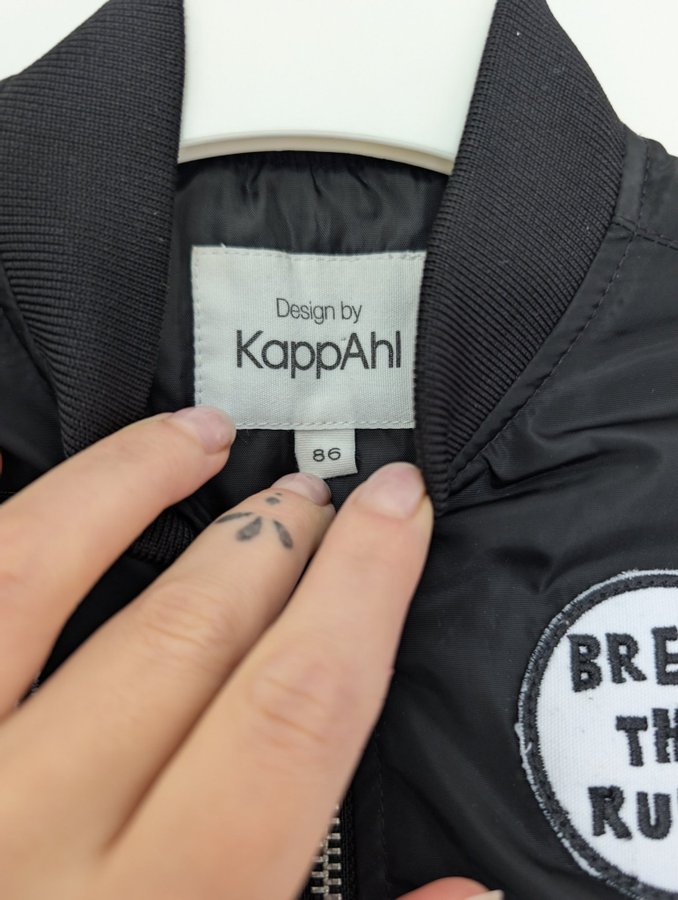 Design by
KappAhl
86
BRE
TH
RU